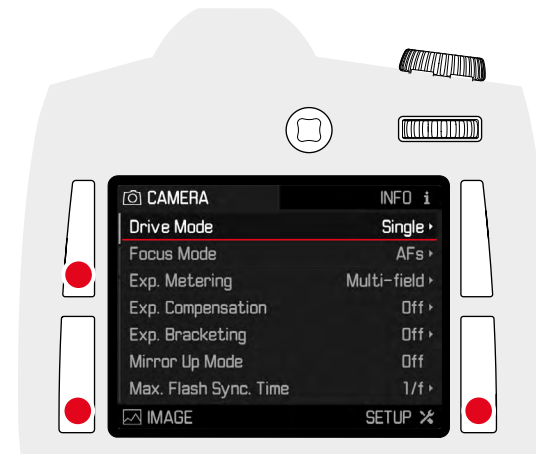 CAMERA INFO i
Drive Mode Single
Focus Mode AFs
Exp. Metering Multi-field
Exp. Compensation Off
Exp. Bracketing Off
Mirror Up Mode Off
Max. Flash Sync. Time 1/f
IMAGE SETUP